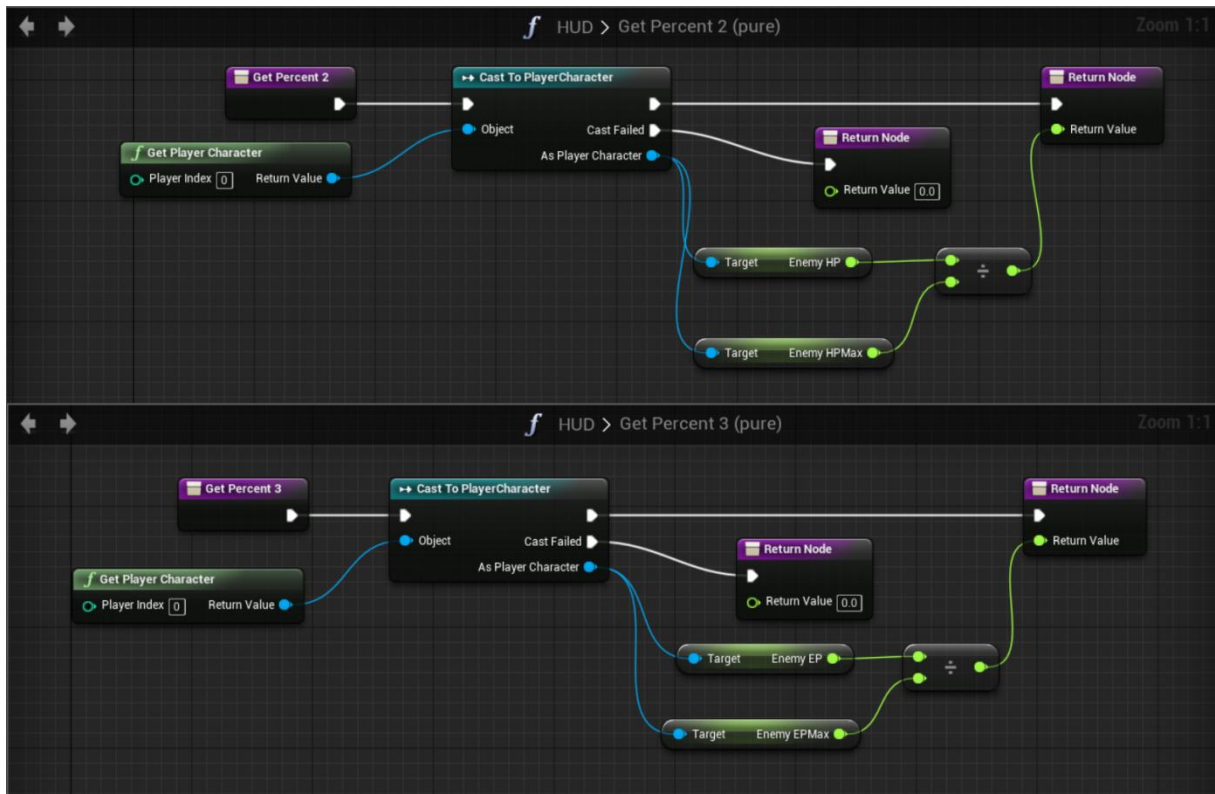 HUD > Get Percent 2 (pure)
Zoom 1:1
Get Percent 2
Cast To PlayerCharacter
Return Node
Object
Cast Failed
As Player Character
Return Value
Get Player Character
Player Index 0
Return Value
Return Node
Return Value 0.0
Target Enemy HP
÷
Target Enemy HPMax
HUD > Get Percent 3 (pure)
Zoom 1:1
Get Percent 3
Cast To PlayerCharacter
Return Node
Object
Cast Failed
As Player Character
Return Value
Get Player Character
Player Index 0
Return Value
Return Node
Return Value 0.0
Target Enemy EP
÷
Target Enemy EPMax